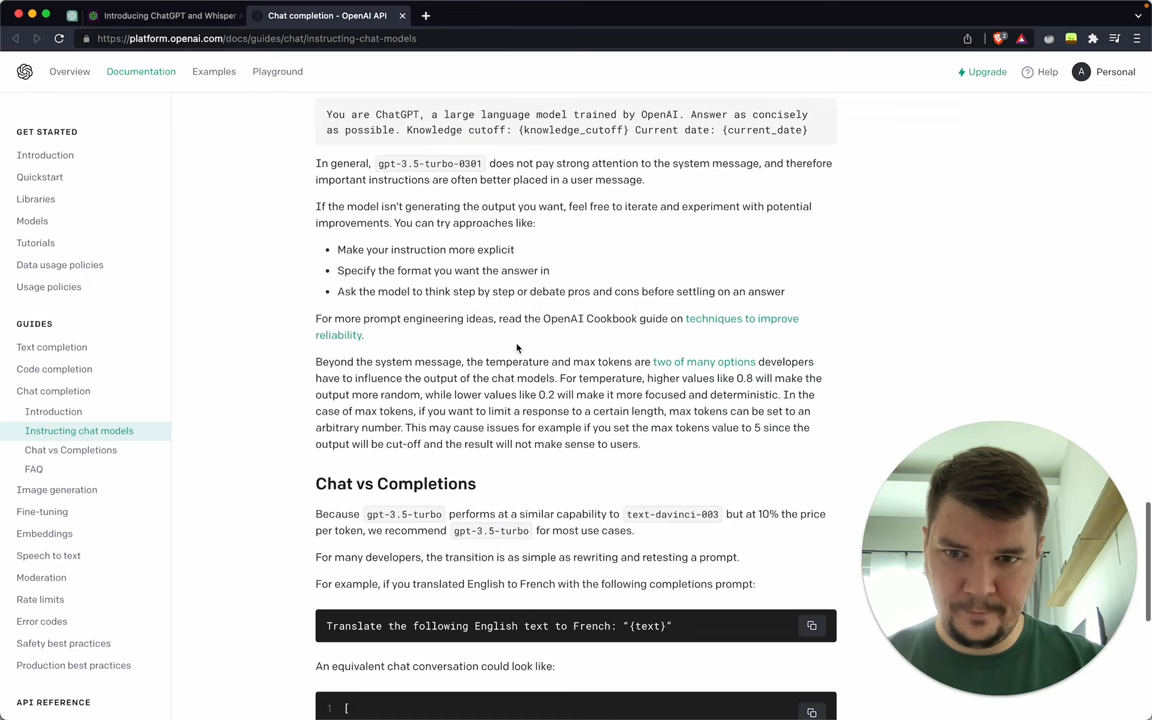 Introducing ChatGPT and Whisper
Chat completion - OpenAI API
https://platform.openai.com/docs/guides/chat/instructing-chat-models
2
Overview
Documentation
Examples
Playground
Upgrade
Help
A
Personal
GET STARTED
Introduction
Quickstart
Libraries
Models
Tutorials
Data usage policies
Usage policies
GUIDES
Text completion
Code completion
Chat completion
Introduction
Instructing chat models
Chat vs Completions
FAQ
Image generation
Fine-tuning
Embeddings
Speech to text
Moderation
Rate limits
Error codes
Safety best practices
Production best practices
API REFERENCE
You are ChatGPT, a large language model trained by OpenAI. Answer as concisely
as possible. Knowledge cutoff: {knowledge_cutoff} Current date: {current_date}
In general, gpt-3.5-turbo-0301 does not pay strong attention to the system message, and therefore
important instructions are often better placed in a user message.
If the model isn't generating the output you want, feel free to iterate and experiment with potential
improvements. You can try approaches like:
• Make your instruction more explicit
• Specify the format you want the answer in
• Ask the model to think step by step or debate pros and cons before settling on an answer
For more prompt engineering ideas, read the OpenAI Cookbook guide on techniques to improve
reliability.
Beyond the system message, the temperature and max tokens are two of many options developers
have to influence the output of the chat models. For temperature, higher values like 0.8 will make the
output more random, while lower values like 0.2 will make it more focused and deterministic. In the
case of max tokens, if you want to limit a response to a certain length, max tokens can be set to an
arbitrary number. This may cause issues for example if you set the max tokens value to 5 since the
output will be cut-off and the result will not make sense to users.
Chat vs Completions
Because gpt-3.5-turbo performs at a similar capability to text-davinci-003 but at 10% the price
per token, we recommend gpt-3.5-turbo for most use cases.
For many developers, the transition is as simple as rewriting and retesting a prompt.
For example, if you translated English to French with the following completions prompt:
Translate the following English text to French: “{text}”
An equivalent chat conversation could look like:
1 [